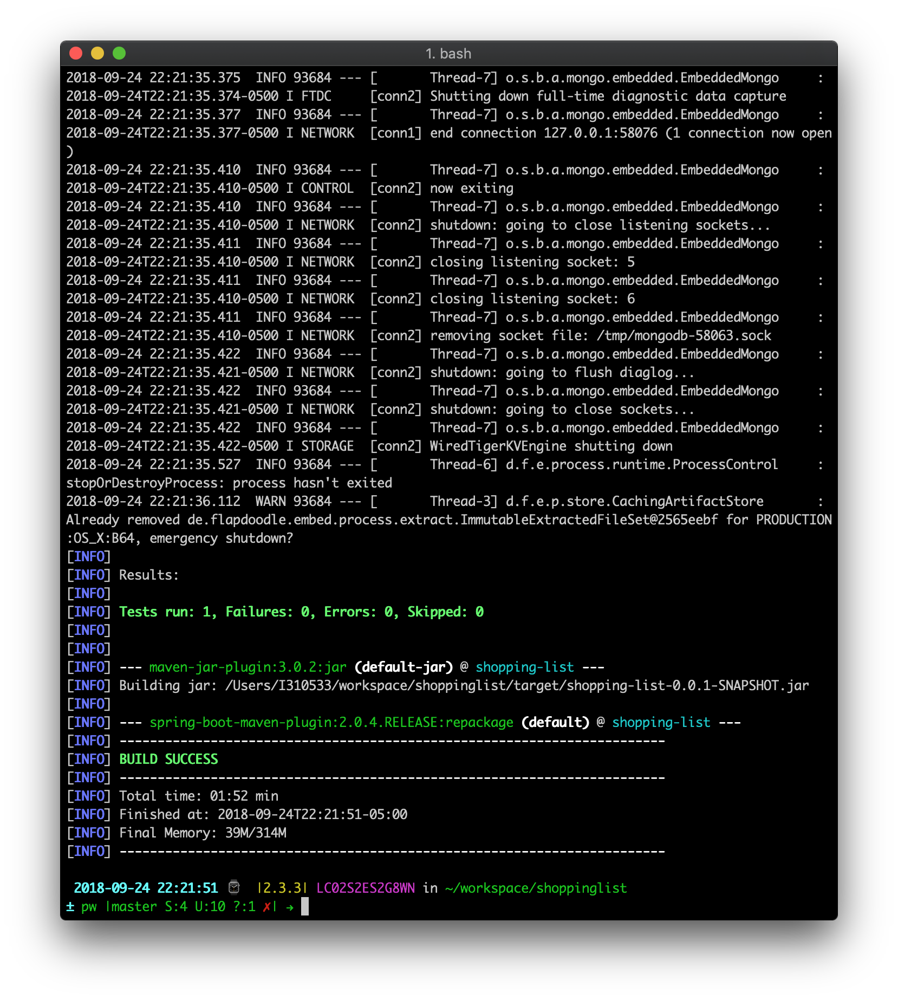 1. bash
2018-09-24 22:21:35.375  INFO 93684 --- [       Thread-7] o.s.b.a.mongo.embedded.EmbeddedMongo     :
2018-09-24T22:21:35.374-0500 I FTDC     [conn2] Shutting down full-time diagnostic data capture
2018-09-24 22:21:35.377  INFO 93684 --- [       Thread-7] o.s.b.a.mongo.embedded.EmbeddedMongo     :
2018-09-24T22:21:35.377-0500 I NETWORK  [conn1] end connection 127.0.0.1:58076 (1 connection now open
)
2018-09-24 22:21:35.410  INFO 93684 --- [       Thread-7] o.s.b.a.mongo.embedded.EmbeddedMongo     :
2018-09-24T22:21:35.410-0500 I CONTROL  [conn2] now exiting
2018-09-24 22:21:35.410  INFO 93684 --- [       Thread-7] o.s.b.a.mongo.embedded.EmbeddedMongo     :
2018-09-24T22:21:35.410-0500 I NETWORK  [conn2] shutdown: going to close listening sockets...
2018-09-24 22:21:35.411  INFO 93684 --- [       Thread-7] o.s.b.a.mongo.embedded.EmbeddedMongo     :
2018-09-24T22:21:35.410-0500 I NETWORK  [conn2] closing listening socket: 5
2018-09-24 22:21:35.411  INFO 93684 --- [       Thread-7] o.s.b.a.mongo.embedded.EmbeddedMongo     :
2018-09-24T22:21:35.410-0500 I NETWORK  [conn2] closing listening socket: 6
2018-09-24 22:21:35.411  INFO 93684 --- [       Thread-7] o.s.b.a.mongo.embedded.EmbeddedMongo     :
2018-09-24T22:21:35.410-0500 I NETWORK  [conn2] removing socket file: /tmp/mongodb-58063.sock
2018-09-24 22:21:35.422  INFO 93684 --- [       Thread-7] o.s.b.a.mongo.embedded.EmbeddedMongo     :
2018-09-24T22:21:35.421-0500 I NETWORK  [conn2] shutdown: going to flush diaglog...
2018-09-24 22:21:35.422  INFO 93684 --- [       Thread-7] o.s.b.a.mongo.embedded.EmbeddedMongo     :
2018-09-24T22:21:35.421-0500 I NETWORK  [conn2] shutdown: going to close sockets...
2018-09-24 22:21:35.422  INFO 93684 --- [       Thread-7] o.s.b.a.mongo.embedded.EmbeddedMongo     :
2018-09-24T22:21:35.422-0500 I STORAGE  [conn2] WiredTigerKVEngine shutting down
2018-09-24 22:21:35.527  INFO 93684 --- [       Thread-6] d.f.e.process.runtime.ProcessControl     :
stopOrDestroyProcess: process hasn't exited
2018-09-24 22:21:36.112  WARN 93684 --- [       Thread-3] d.f.e.p.store.CachingArtifactStore       :
Already removed de.flapdoodle.embed.process.extract.ImmutableExtractedFileSet@2565eebf for PRODUCTION
:OS_X:B64, emergency shutdown?
[INFO]
[INFO] Results:
[INFO]
[INFO] Tests run: 1, Failures: 0, Errors: 0, Skipped: 0
[INFO]
[INFO]
[INFO] --- maven-jar-plugin:3.0.2:jar (default-jar) @ shopping-list ---
[INFO] Building jar: /Users/I310533/workspace/shoppinglist/target/shopping-list-0.0.1-SNAPSHOT.jar
[INFO]
[INFO] --- spring-boot-maven-plugin:2.0.4.RELEASE:repackage (default) @ shopping-list ---
[INFO] ------------------------------------------------------------------------
[INFO] BUILD SUCCESS
[INFO] ------------------------------------------------------------------------
[INFO] Total time: 01:52 min
[INFO] Finished at: 2018-09-24T22:21:51-05:00
[INFO] Final Memory: 39M/314M
[INFO] ------------------------------------------------------------------------
2018-09-24 22:21:51 ⌚ |2.3.3| LC02S2ES2G8WN in ~/workspace/shoppinglist
± pw |master S:4 U:10 ?:1 ✗| →